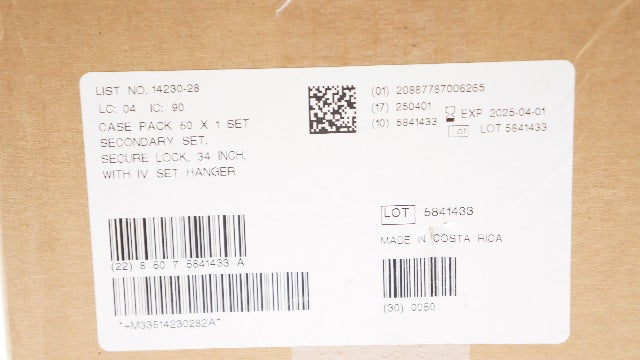 LIST NO. 14230-28
LC: 04 IC: 90
CASE PACK 50 X 1 SET
SECONDARY SET,
SECURE LOCK, 34 INCH,
WITH IV SET HANGER
(01) 20887787006265
(17) 250401
(10) 5841433
EXP 2025-04-01
LOT LOT 5841433
LOT 5841433
MADE IN COSTA RICA
(22) 8 50 7 5841433 A
*+M33514230282A*
(30) 0050